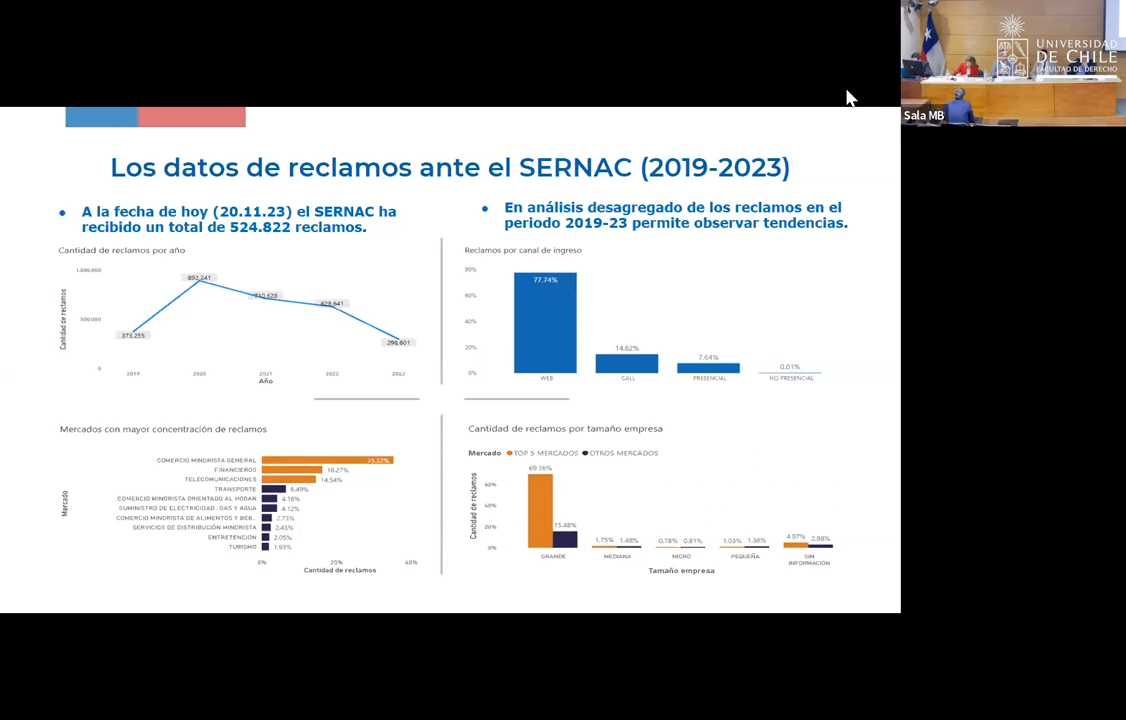 UNIVERSIDAD
DE CHILE
FACULTAD DE DERECHO
Sala MB
Los datos de reclamos ante el SERNAC (2019-2023)
• A la fecha de hoy (20.11.23) el SERNAC ha
recibido un total de 524.822 reclamos.
• En análisis desagregado de los reclamos en el
periodo 2019-23 permite observar tendencias.
Cantidad de reclamos por año
Cantidad de reclamos
1.000.000
500.000
0
373,255
892,241
710,628
628,641
298,601
2019
2020
2021
2022
Año
Reclamos por canal de ingreso
80%
60%
40%
20%
0%
77.74%
14.62%
7.64%
0.01%
WEB
CALL
PRESENCIAL
NO PRESENCIAL
Mercados con mayor concentración de reclamos
Mercado
COMERCIO MINORISTA GENERAL
FINANCIEROS 16.27%
TELECOMUNICACIONES 14.54%
TRANSPORTE 6.49%
COMERCIO MINORISTA ORIENTADO AL HOGAR 4.16%
SUMINISTRO DE ELECTRICIDAD, GAS Y AGUA 4.12%
COMERCIO MINORISTA DE ALIMENTOS Y BEB... 2.73%
SERVICIOS DE DISTRIBUCIÓN MINORISTA 2.43%
ENTRETENCIÓN 2.05%
TURISMO 1.93%
0% 20% 40%
Cantidad de reclamos
Cantidad de reclamos por tamaño empresa
Mercado TOP 5 MERCADOS OTROS MERCADOS
Cantidad de reclamos
60%
40%
20%
0%
69.36% 15.48%
1.75% 1.48%
0.78% 0.81%
1.03% 1.36%
4.97% 2.98%
GRANDE
MEDIANA
MICRO
PEQUEÑA
SIN
INFORMACIÓN
Tamaño empresa